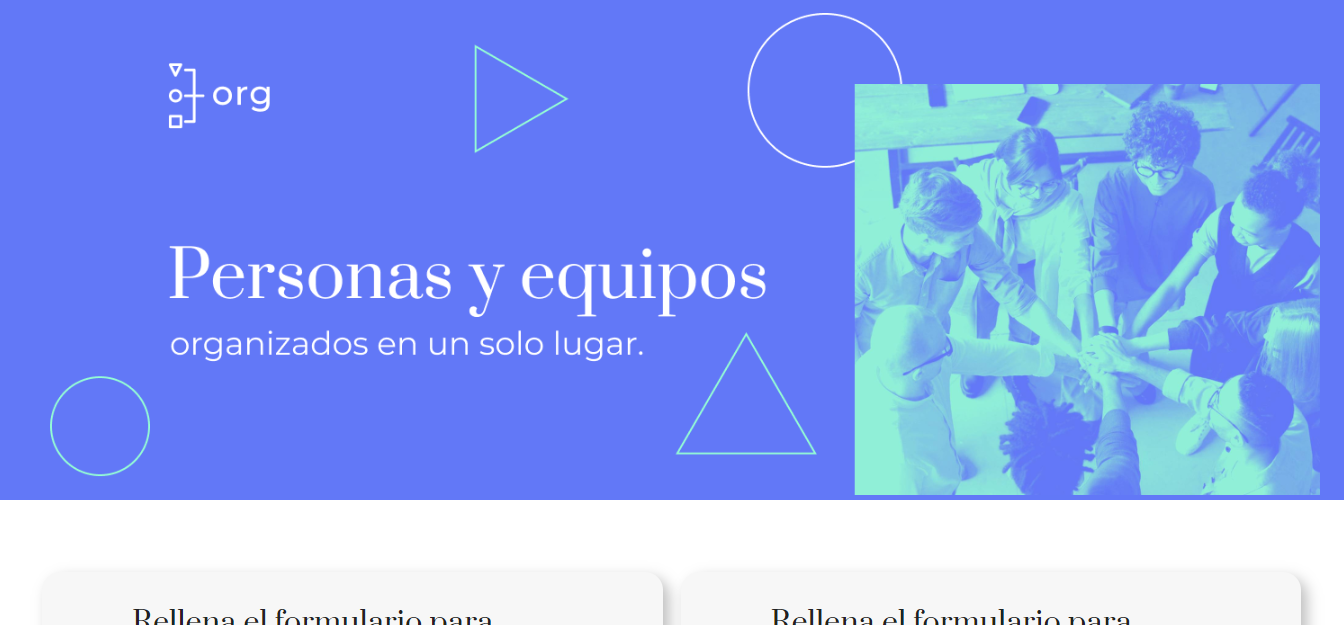 org
Personas y equipos
organizados en un solo lugar.
Rellena el formulario para
Rellena el formulario para